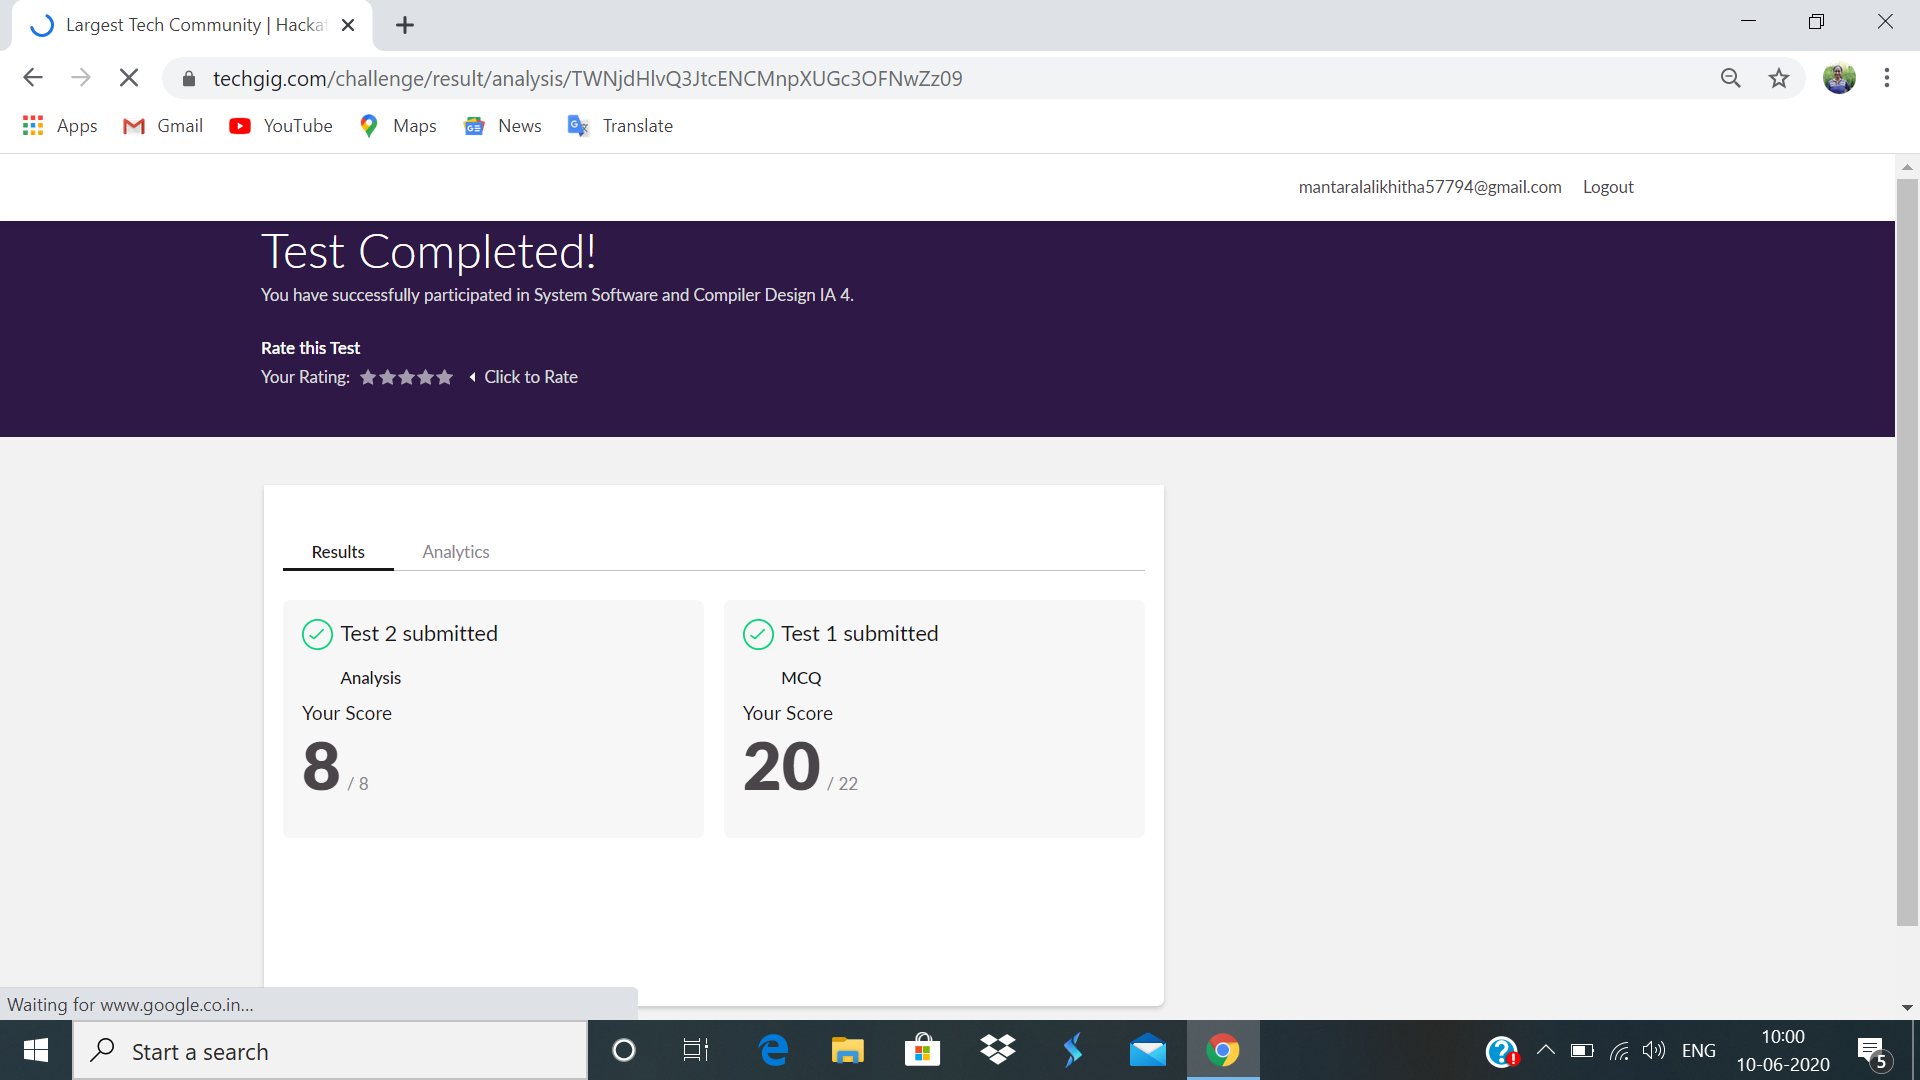 Largest Tech Community | Hacka
techgig.com/challenge/result/analysis/TWNjdHlvQ3JtcENCMnpXUGc3OFNwZz09
Apps Gmail YouTube Maps News Translate
mantaralalikhitha57794@gmail.com Logout
Test Completed!
You have successfully participated in System Software and Compiler Design IA 4.
Rate this Test
Your Rating: Click to Rate
Results Analytics
Test 2 submitted
Analysis
Your Score
8 / 8
Test 1 submitted
MCQ
Your Score
20 / 22
Waiting for www.google.co.in...
Start a search
ENG
10:00
10-06-2020
5